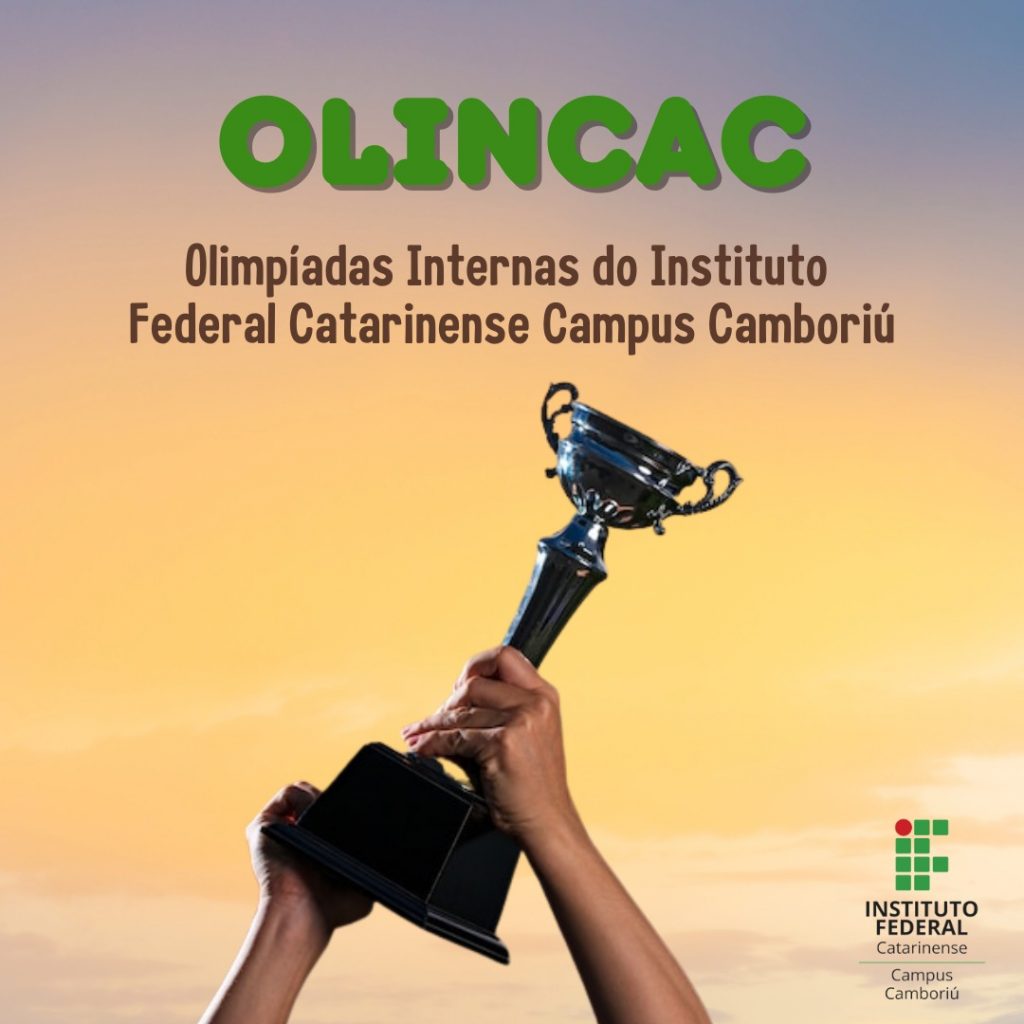 OLINCAC
Olimpíadas Internas do Instituto
Federal Catarinense Campus Camboriú
INSTITUTO
FEDERAL
Catarinense
Campus
Camboriú